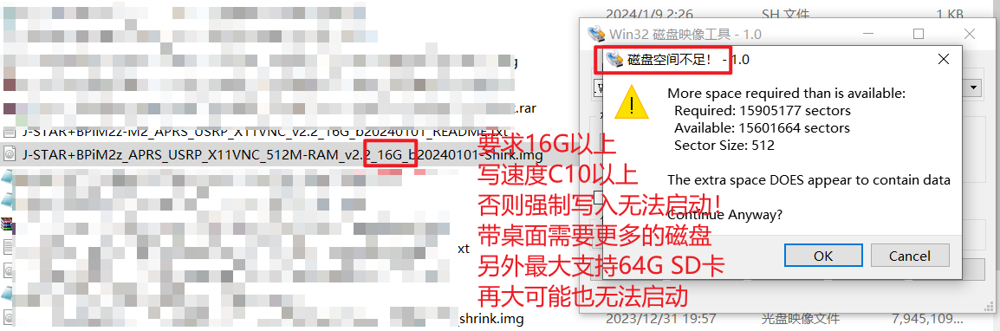 2024/1/9 2:26 SH 文件 1 KB
Win32 磁盘映像工具 - 1.0
磁盘空间不足! - 1.0
More space required than is available:
Required: 15905177 sectors
Available: 15601664 sectors
Sector Size: 512
The extra space DOES appear to contain data
Continue Anyway?
OK
Cancel
.rar
J-STAR+BPiM2z-M2_APRS_USRP_X11VNC_v2.2_16G_b20240101_README.txt
J-STAR+BPiM2z_APRS_USRP_X11VNC_512M-RAM_v2.2_16G_b20240101-Shirk.img
要求16G以上
写速度C10以上
否则强制写入无法启动!
带桌面需要更多的磁盘
另外最大支持64G SD卡
再大可能也无法启动
xt
shrink.img
2023/12/31 19:57 光盘映像文件 7,945,109...